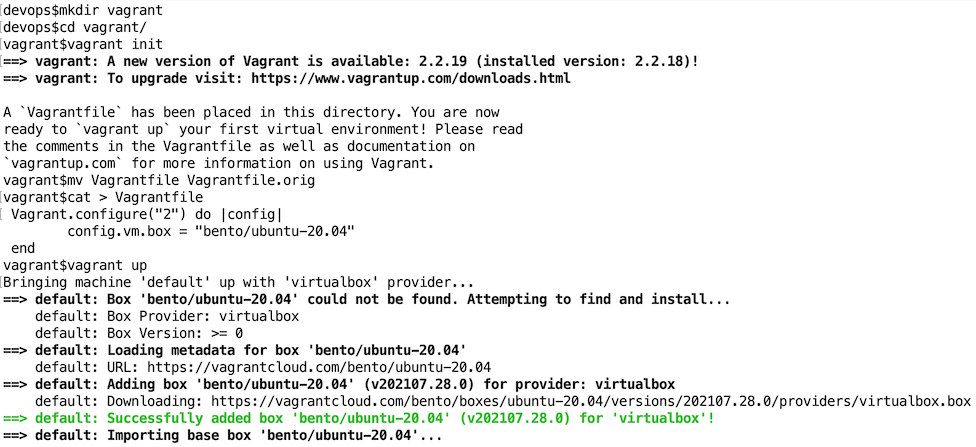 [devops$mkdir vagrant
[devops$cd vagrant/
[vagrant$vagrant init
==> vagrant: A new version of Vagrant is available: 2.2.19 (installed version: 2.2.18)!
==> vagrant: To upgrade visit: https://www.vagrantup.com/downloads.html
A `Vagrantfile` has been placed in this directory. You are now
ready to `vagrant up` your first virtual environment! Please read
the comments in the Vagrantfile as well as documentation on
`vagrantup.com` for more information on using Vagrant.
vagrant$mv Vagrantfile Vagrantfile.orig
[vagrant$cat > Vagrantfile
[ Vagrant.configure("2") do |config|
        config.vm.box = "bento/ubuntu-20.04"
 end
vagrant$vagrant up
[Bringing machine 'default' up with 'virtualbox' provider...
==> default: Box 'bento/ubuntu-20.04' could not be found. Attempting to find and install...
    default: Box Provider: virtualbox
    default: Box Version: >= 0
==> default: Loading metadata for box 'bento/ubuntu-20.04'
    default: URL: https://vagrantcloud.com/bento/ubuntu-20.04
==> default: Adding box 'bento/ubuntu-20.04' (v202107.28.0) for provider: virtualbox
    default: Downloading: https://vagrantcloud.com/bento/boxes/ubuntu-20.04/versions/202107.28.0/providers/virtualbox.box
==> default: Successfully added box 'bento/ubuntu-20.04' (v202107.28.0) for 'virtualbox'!
==> default: Importing base box 'bento/ubuntu-20.04'...